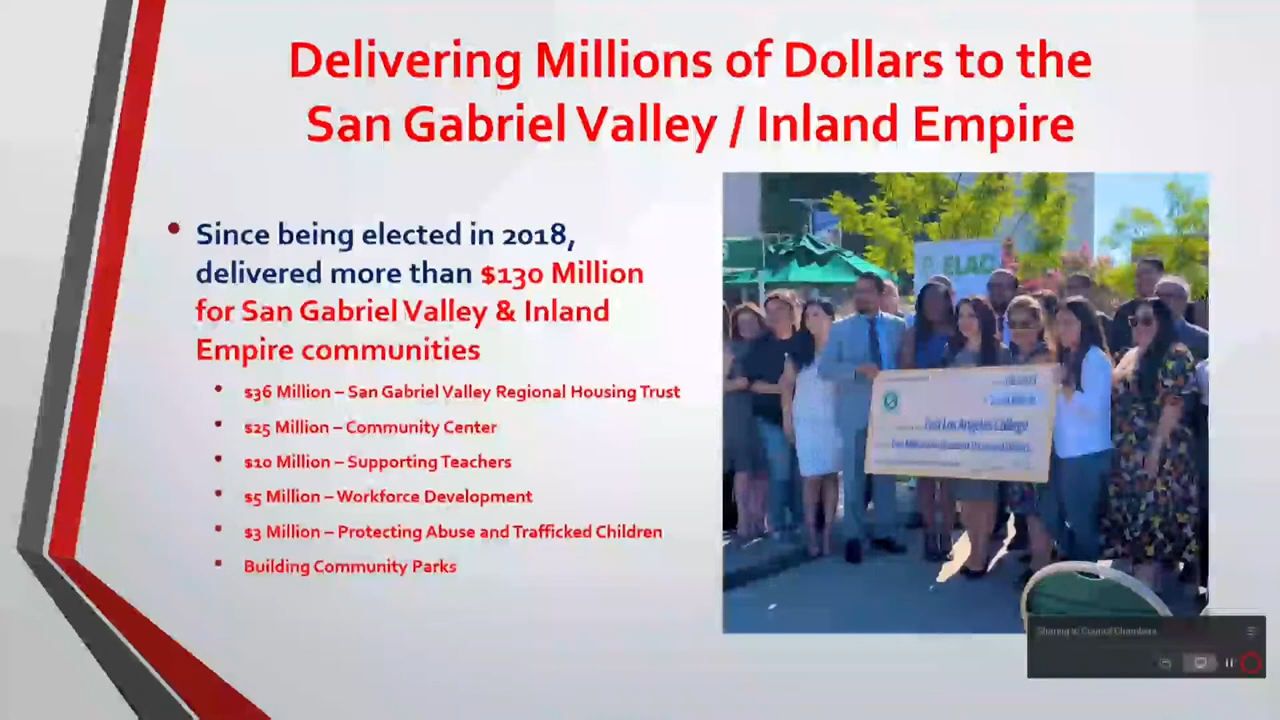 Delivering Millions of Dollars to the
San Gabriel Valley / Inland Empire
Since being elected in 2018,
delivered more than $130 Million
for San Gabriel Valley & Inland
Empire communities
$36 Million – San Gabriel Valley Regional Housing Trust
$25 Million – Community Center
$10 Million – Supporting Teachers
$5 Million – Workforce Development
$3 Million – Protecting Abuse and Trafficked Children
Building Community Parks
ELAC
East Los Angeles College
Sharing to Council Chambers